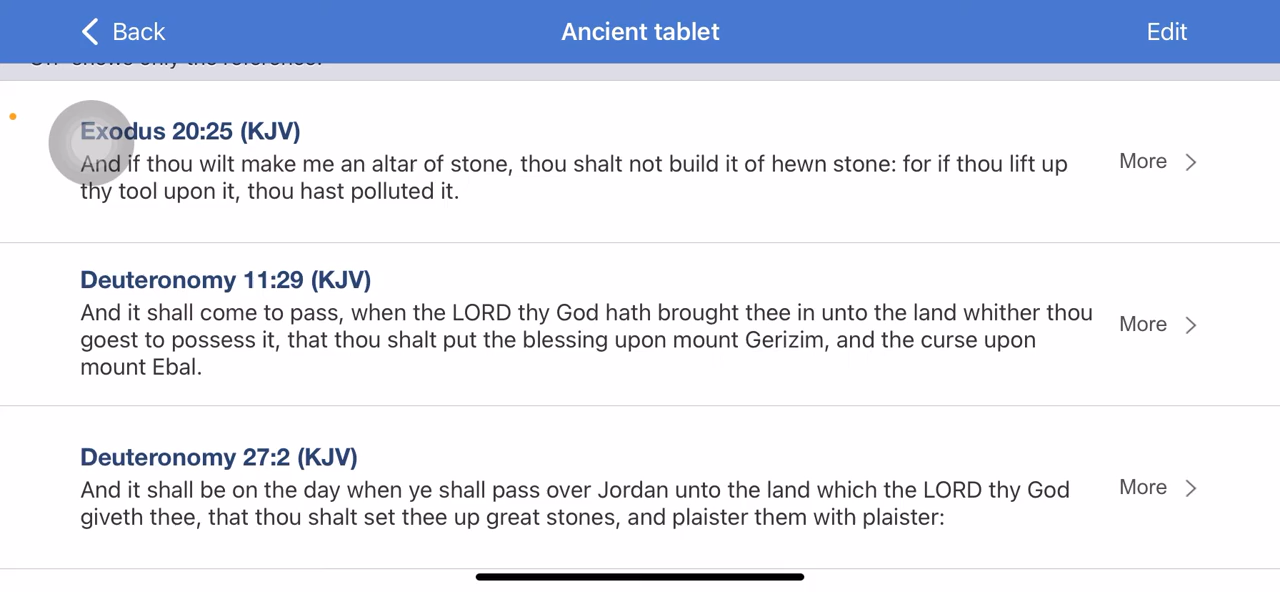 Back
Ancient tablet
Edit
shows only the reference.
Exodus 20:25 (KJV)
And if thou wilt make me an altar of stone, thou shalt not build it of hewn stone: for if thou lift up
thy tool upon it, thou hast polluted it.
More
Deuteronomy 11:29 (KJV)
And it shall come to pass, when the LORD thy God hath brought thee in unto the land whither thou
goest to possess it, that thou shalt put the blessing upon mount Gerizim, and the curse upon
mount Ebal.
More
Deuteronomy 27:2 (KJV)
And it shall be on the day when ye shall pass over Jordan unto the land which the LORD thy God
giveth thee, that thou shalt set thee up great stones, and plaister them with plaister:
More